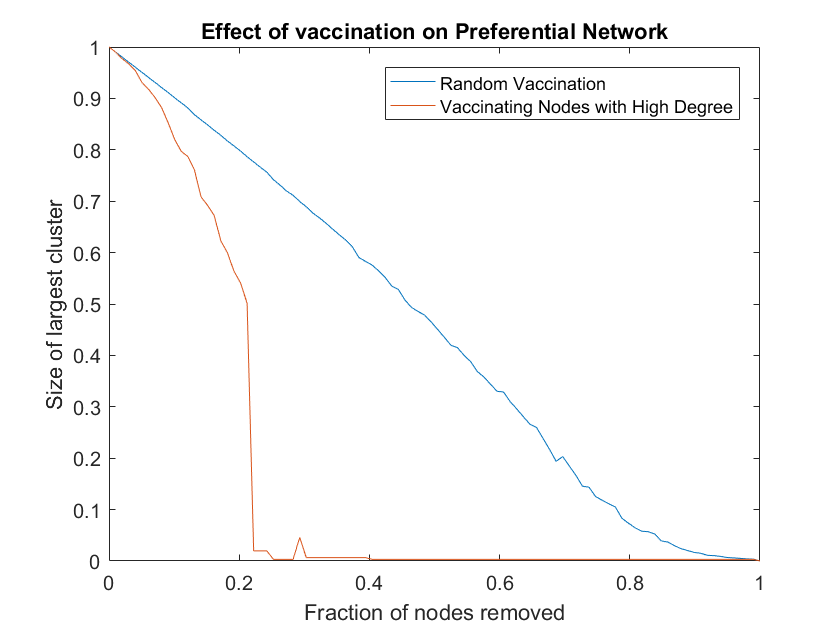 Effect of vaccination on Preferential Network
Random Vaccination
Vaccinating Nodes with High Degree
Size of largest cluster
1
0.9
0.8
0.7
0.6
0.5
0.4
0.3
0.2
0.1
0
0 0.2 0.4 0.6 0.8 1
Fraction of nodes removed